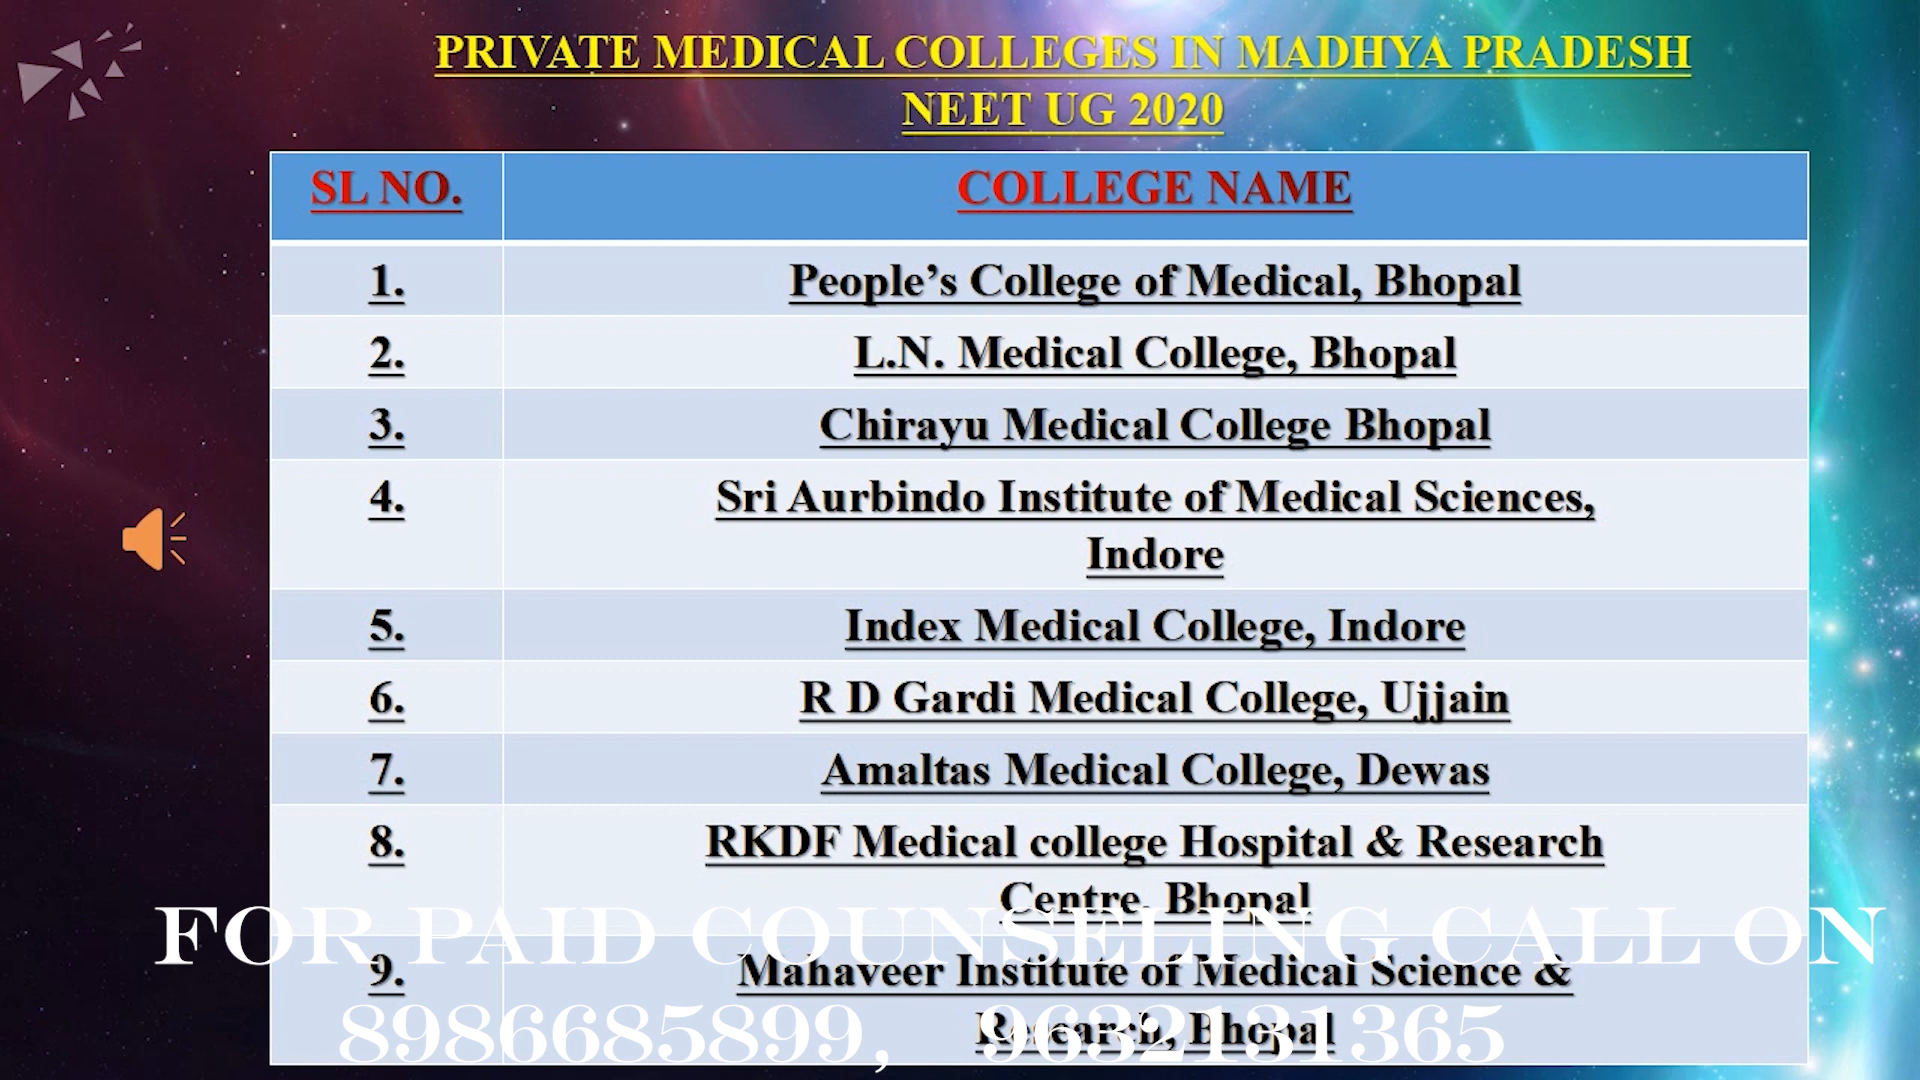 PRIVATE MEDICAL COLLEGES IN MADHYA PRADESH
NEET UG 2020
SL NO. COLLEGE NAME
1. People’s College of Medical, Bhopal
2. L.N. Medical College, Bhopal
3. Chirayu Medical College Bhopal
4. Sri Aurbindo Institute of Medical Sciences,
Indore
5. Index Medical College, Indore
6. R D Gardi Medical College, Ujjain
7. Amaltas Medical College, Dewas
8. RKDF Medical college Hospital & Research
Centre, Bhopal
9. Mahaveer Institute of Medical Science &
Research, Bhopal
FOR PAID COUNSELING CALL ON
8986685899, 9632131365